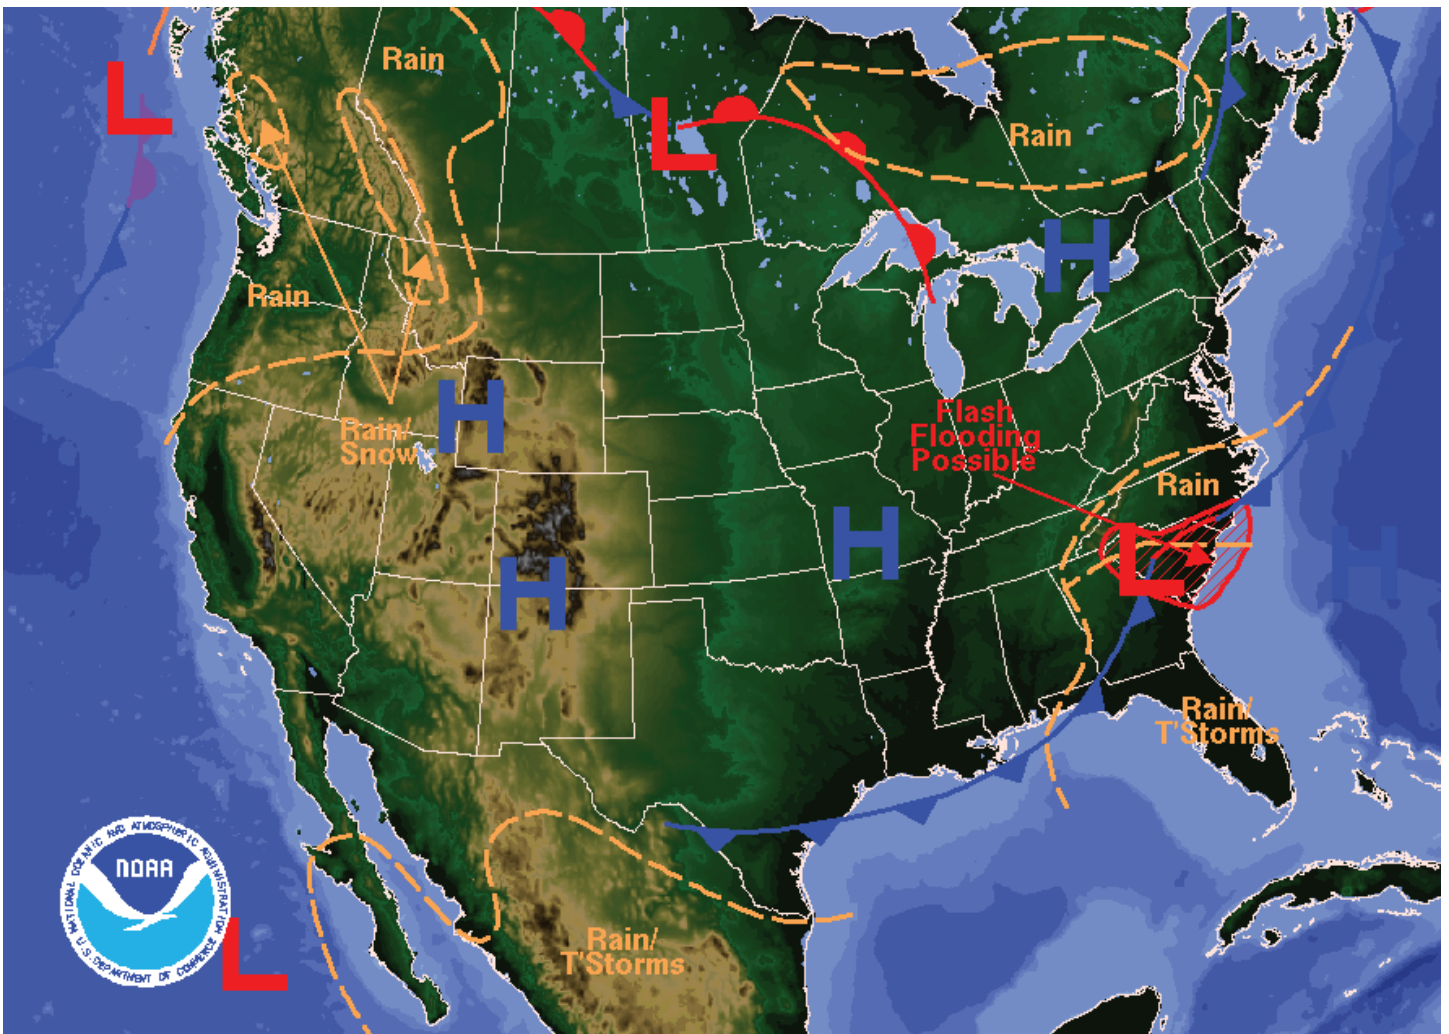 Rain
L
L
Rain
H
Rain
H
Rain/
Snow
Flash
Flooding
Possible
Rain
H
L
H
H
Rain/
T'Storms
NATIONAL OCEANIC AND ATMOSPHERIC ADMINISTRATION
NOAA
U.S. DEPARTMENT OF COMMERCE
L
Rain/
T'Storms